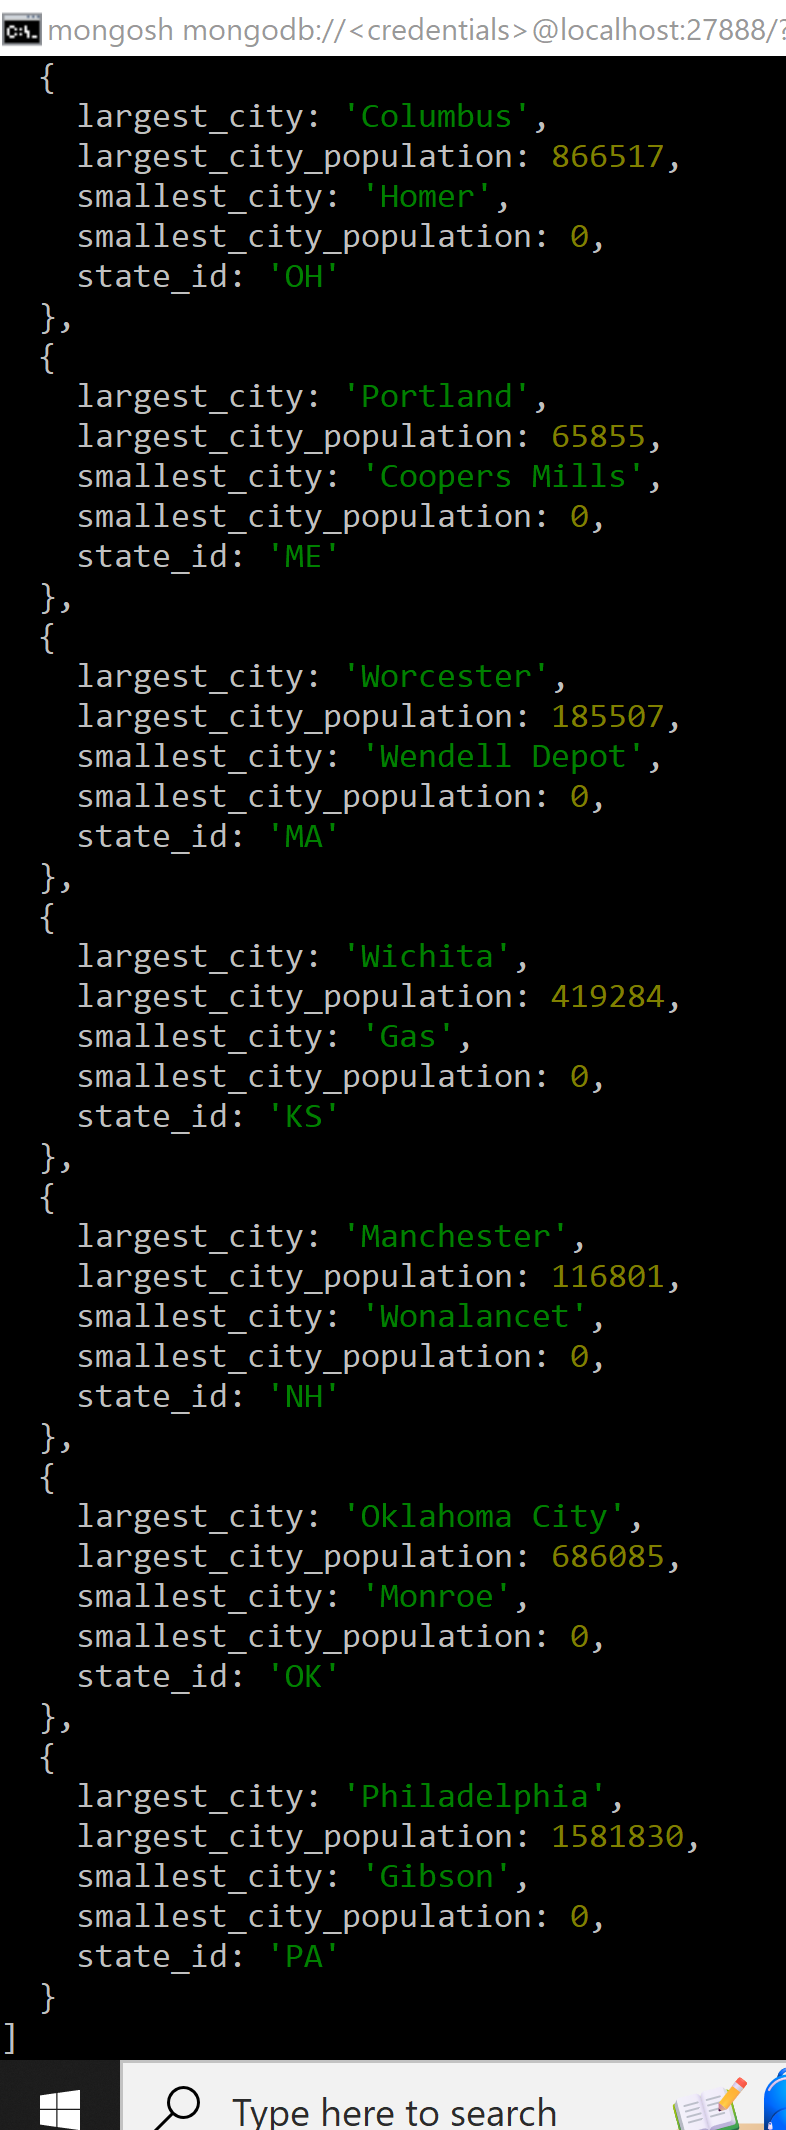 mongosh mongodb://<credentials>@localhost:27888/?
{
largest_city: 'Columbus',
largest_city_population: 866517,
smallest_city: 'Homer',
smallest_city_population: 0,
state_id: 'OH'
},
{
largest_city: 'Portland',
largest_city_population: 65855,
smallest_city: 'Coopers Mills',
smallest_city_population: 0,
state_id: 'ME'
},
{
largest_city: 'Worcester',
largest_city_population: 185507,
smallest_city: 'Wendell Depot',
smallest_city_population: 0,
state_id: 'MA'
},
{
largest_city: 'Wichita',
largest_city_population: 419284,
smallest_city: 'Gas',
smallest_city_population: 0,
state_id: 'KS'
},
{
largest_city: 'Manchester',
largest_city_population: 116801,
smallest_city: 'Wonalancet',
smallest_city_population: 0,
state_id: 'NH'
},
{
largest_city: 'Oklahoma City',
largest_city_population: 686085,
smallest_city: 'Monroe',
smallest_city_population: 0,
state_id: 'OK'
},
{
largest_city: 'Philadelphia',
largest_city_population: 1581830,
smallest_city: 'Gibson',
smallest_city_population: 0,
state_id: 'PA'
}
]
Type here to search